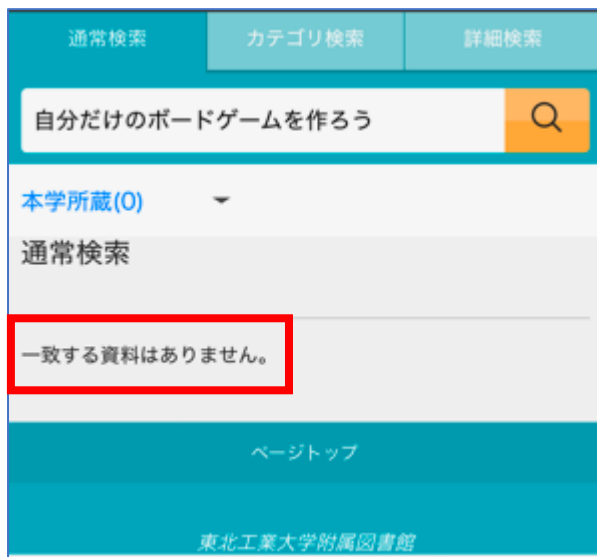 通常検索 カテゴリ検索 詳細検索
自分だけのボードゲームを作ろう
本学所蔵(0)
通常検索
一致する資料はありません。
ページトップ
東北工業大学附属図書館